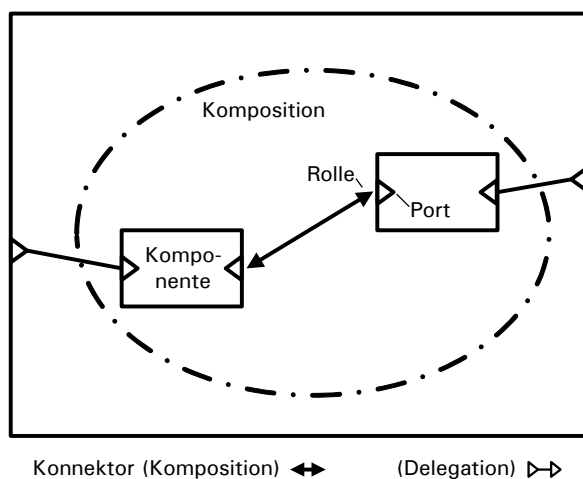 Komposition
Rolle
Port
Kompo-
nente
Konnektor (Komposition)
(Delegation)